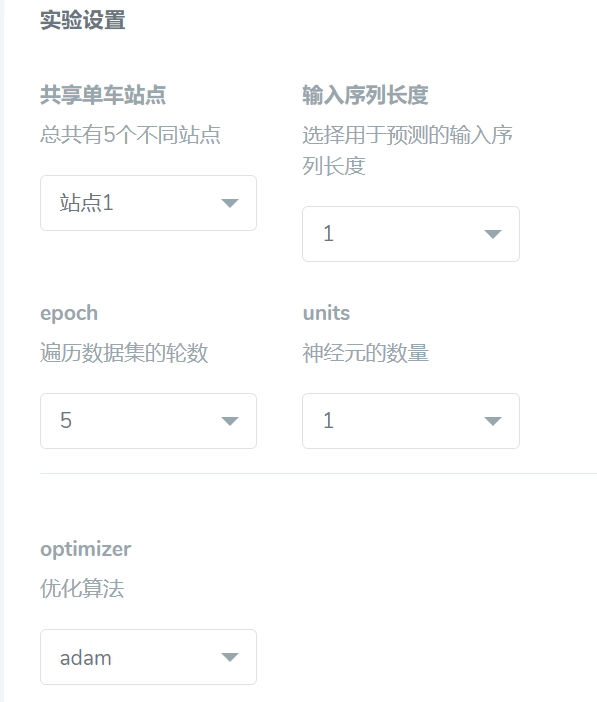 实验设置
共享单车站点
总共有5个不同站点
站点1
输入序列长度
选择用于预测的输入序
列长度
1
epoch
遍历数据集的轮数
5
units
神经元的数量
1
optimizer
优化算法
adam